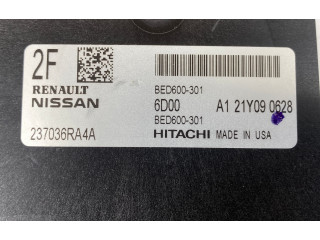 2F
RENAULT
NISSAN
237036RA4A
BED600-301
6D00 A1 21Y09 0628
BED600-301
HITACHI MADE IN USA